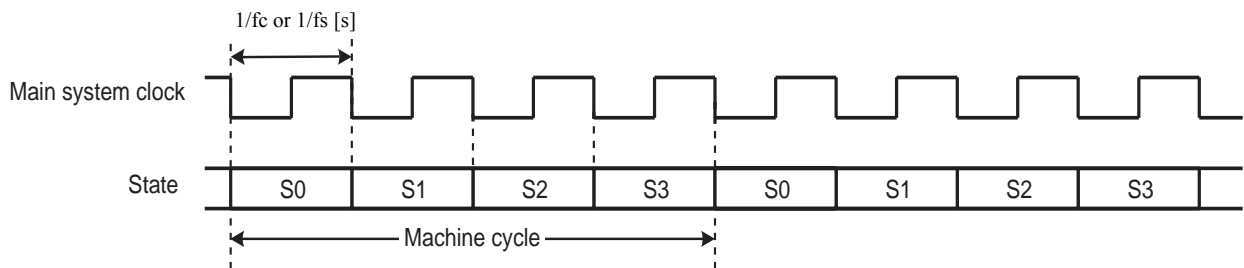 1/fc or 1/fs [s]
Main system clock
State
S0 S1 S2 S3 S0 S1 S2 S3
Machine cycle